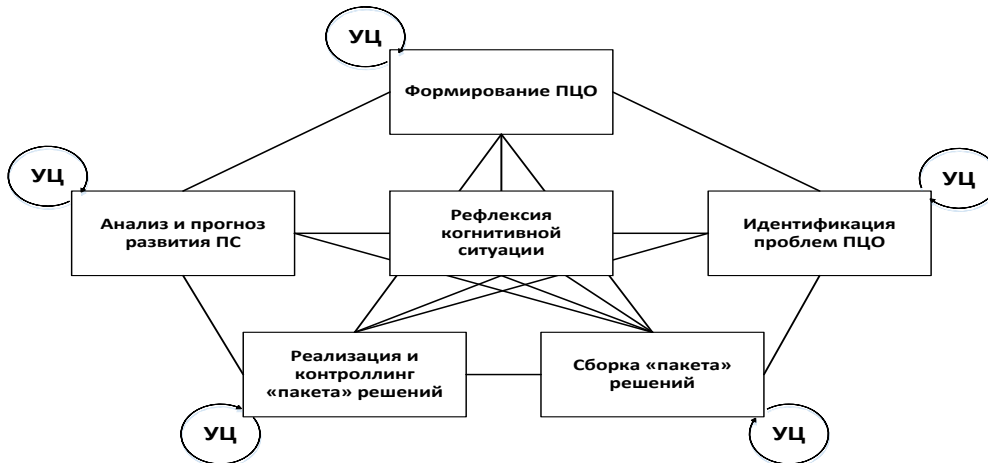 УЦ
Формирование ПЦО
УЦ
УЦ
Анализ и прогноз
развития ПС
Рефлексия
когнитивной
ситуации
Идентификация
проблем ПЦО
Реализация и
контроллинг
«пакета» решений
Сборка «пакета»
решений
УЦ
УЦ